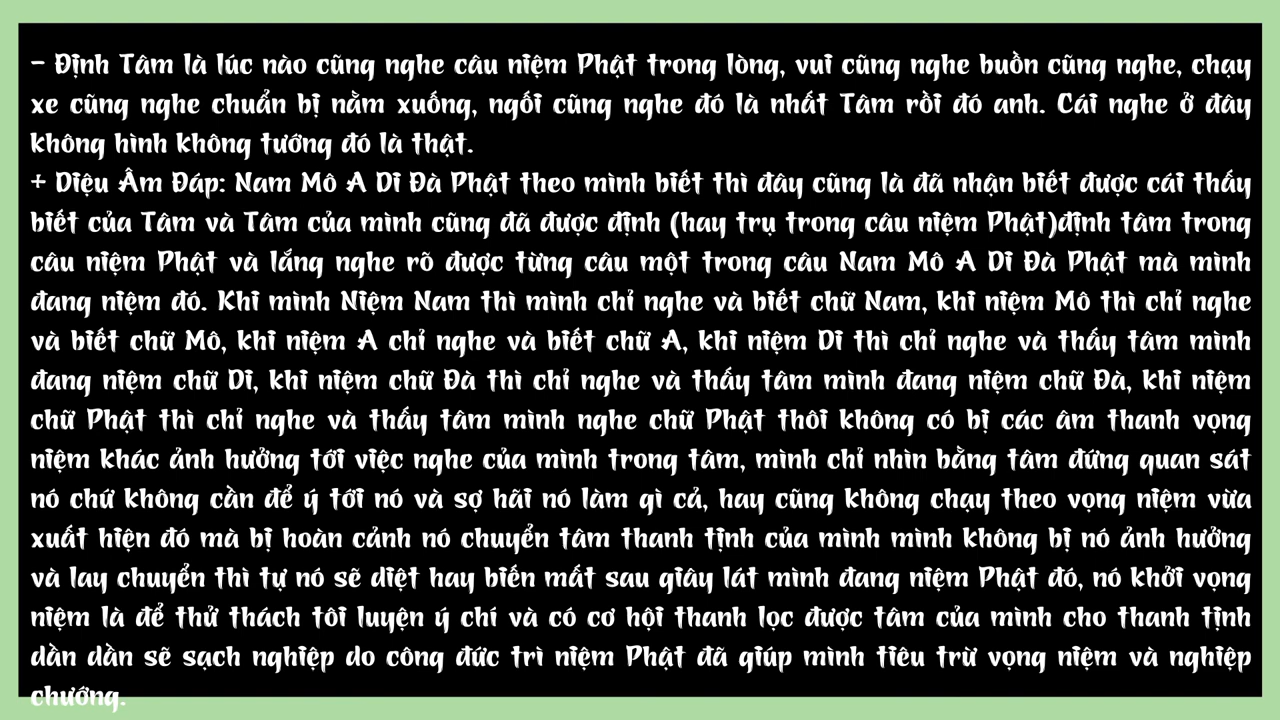 – Định Tâm là lúc nào cũng nghe câu niệm Phật trong lòng, vui cũng nghe buồn cũng nghe, chạy
xe cũng nghe chuẩn bị nằm xuống, ngồi cũng nghe đó là nhất Tâm rồi đó anh. Cái nghe ở đây
không hình không tướng đó là thật.
+ Diệu Âm Đáp: Nam Mô A Di Đà Phật theo mình biết thì đây cũng là đã nhận biết được cái thấy
biết của Tâm và Tâm của mình cũng đã được định (hay trụ trong câu niệm Phật)định tâm trong
câu niệm Phật và lắng nghe rõ được từng câu một trong câu Nam Mô A Di Đà Phật mà mình
đang niệm đó. Khi mình Niệm Nam thì mình chỉ nghe và biết chữ Nam, khi niệm Mô thì chỉ nghe
và biết chữ Mô, khi niệm A chỉ nghe và biết chữ A, khi niệm Di thì chỉ nghe và thấy tâm mình
đang niệm chữ Di, khi niệm chữ Đà thì chỉ nghe và thấy tâm mình đang niệm chữ Đà, khi niệm
chữ Phật thì chỉ nghe và thấy tâm mình nghe chữ Phật thôi không có bị các âm thanh vọng
niệm khác ảnh hưởng tới việc nghe của mình trong tâm, mình chỉ nhìn bằng tâm đứng quan sát
nó chứ không cần để ý tới nó và sợ hãi nó làm gì cả, hay cũng không chạy theo vọng niệm vừa
xuất hiện đó mà bị hoàn cảnh nó chuyển tâm thanh tịnh của mình mình không bị nó ảnh hưởng
và lay chuyển thì tự nó sẽ diệt hay biến mất sau giây lát mình đang niệm Phật đó, nó khởi vọng
niệm là để thử thách tôi luyện ý chí và có cơ hội thanh lọc được tâm của mình cho thanh tịnh
dần dần sẽ sạch nghiệp do công đức trì niệm Phật đã giúp mình tiêu trừ vọng niệm và nghiệp
chướng.